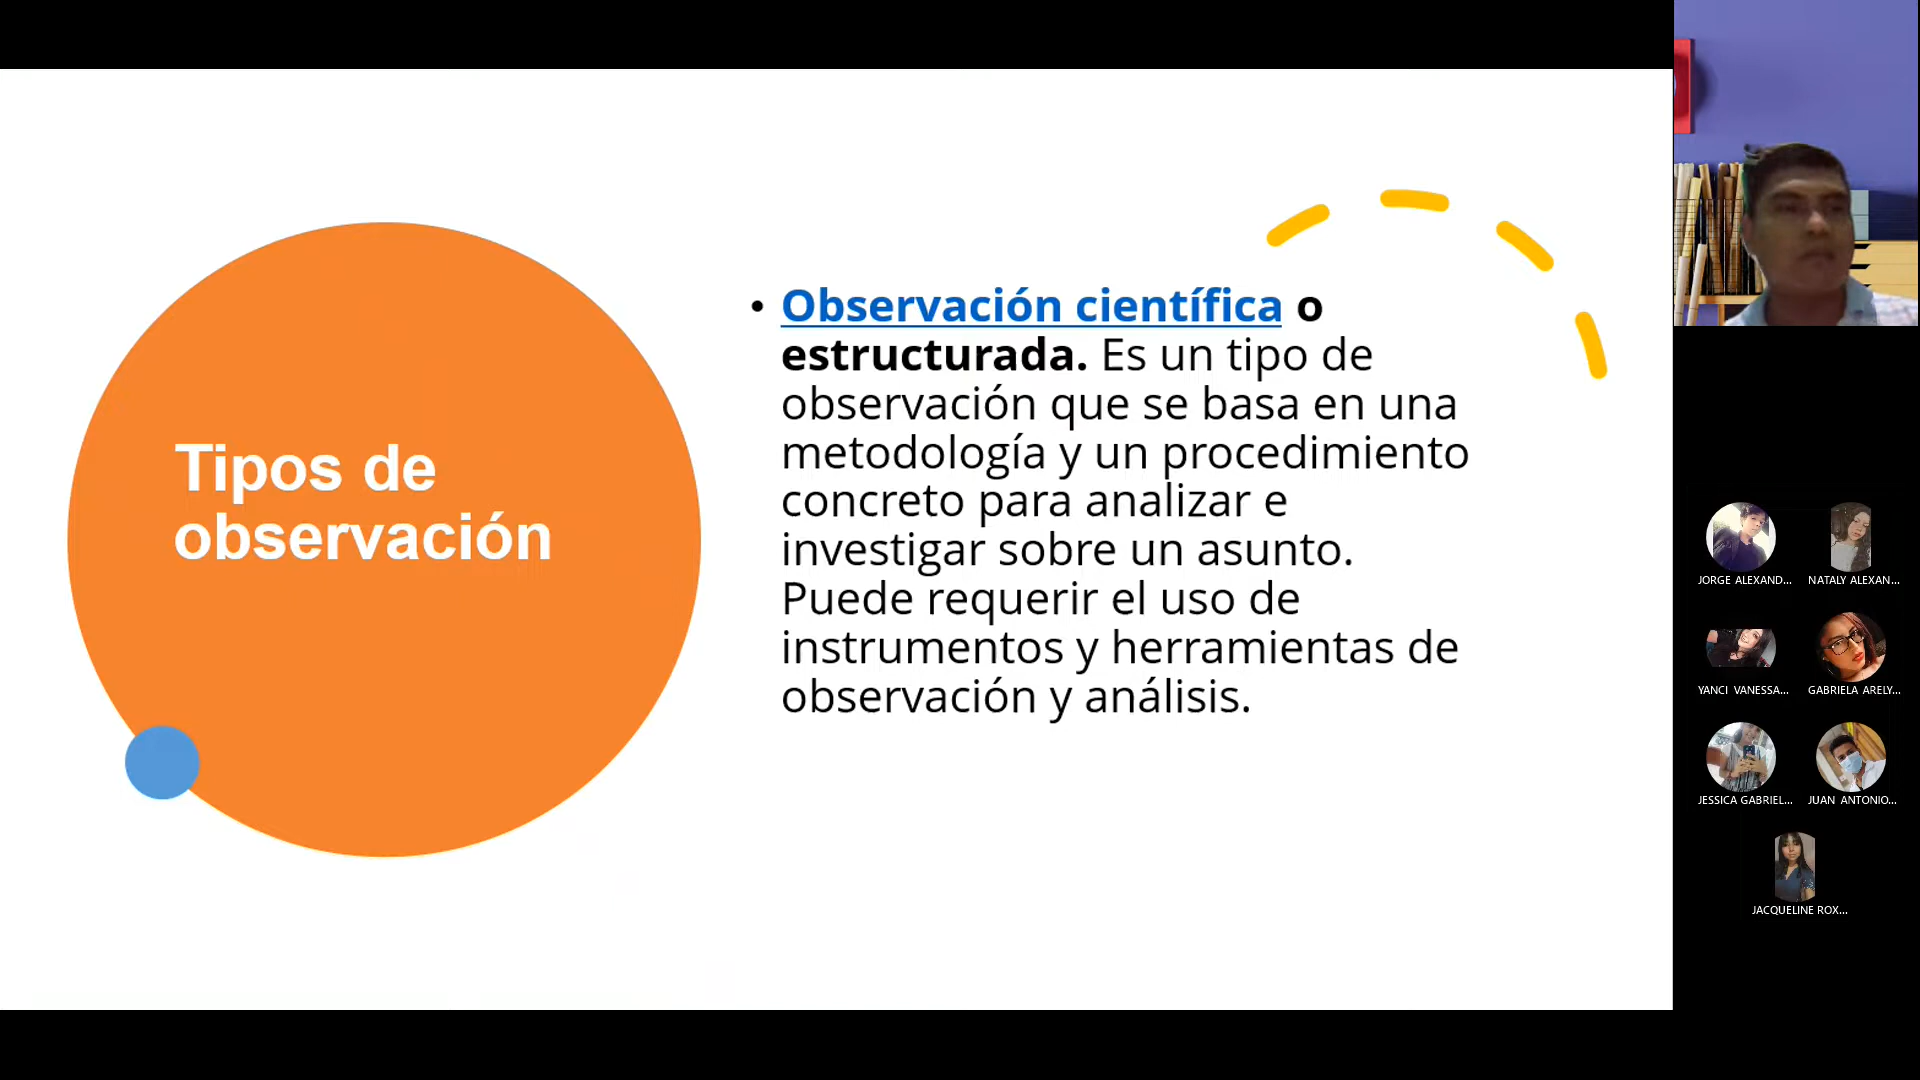 Tipos de
observación
• Observación científica o
estructurada. Es un tipo de
observación que se basa en una
metodología y un procedimiento
concreto para analizar e
investigar sobre un asunto.
Puede requerir el uso de
instrumentos y herramientas de
observación y análisis.
JORGE ALEXAND...
NATALY ALEXAN...
YANCI VANESSA...
GABRIELA ARELY...
JESSICA GABRIEL...
JUAN ANTONIO...
JACQUELINE ROX...